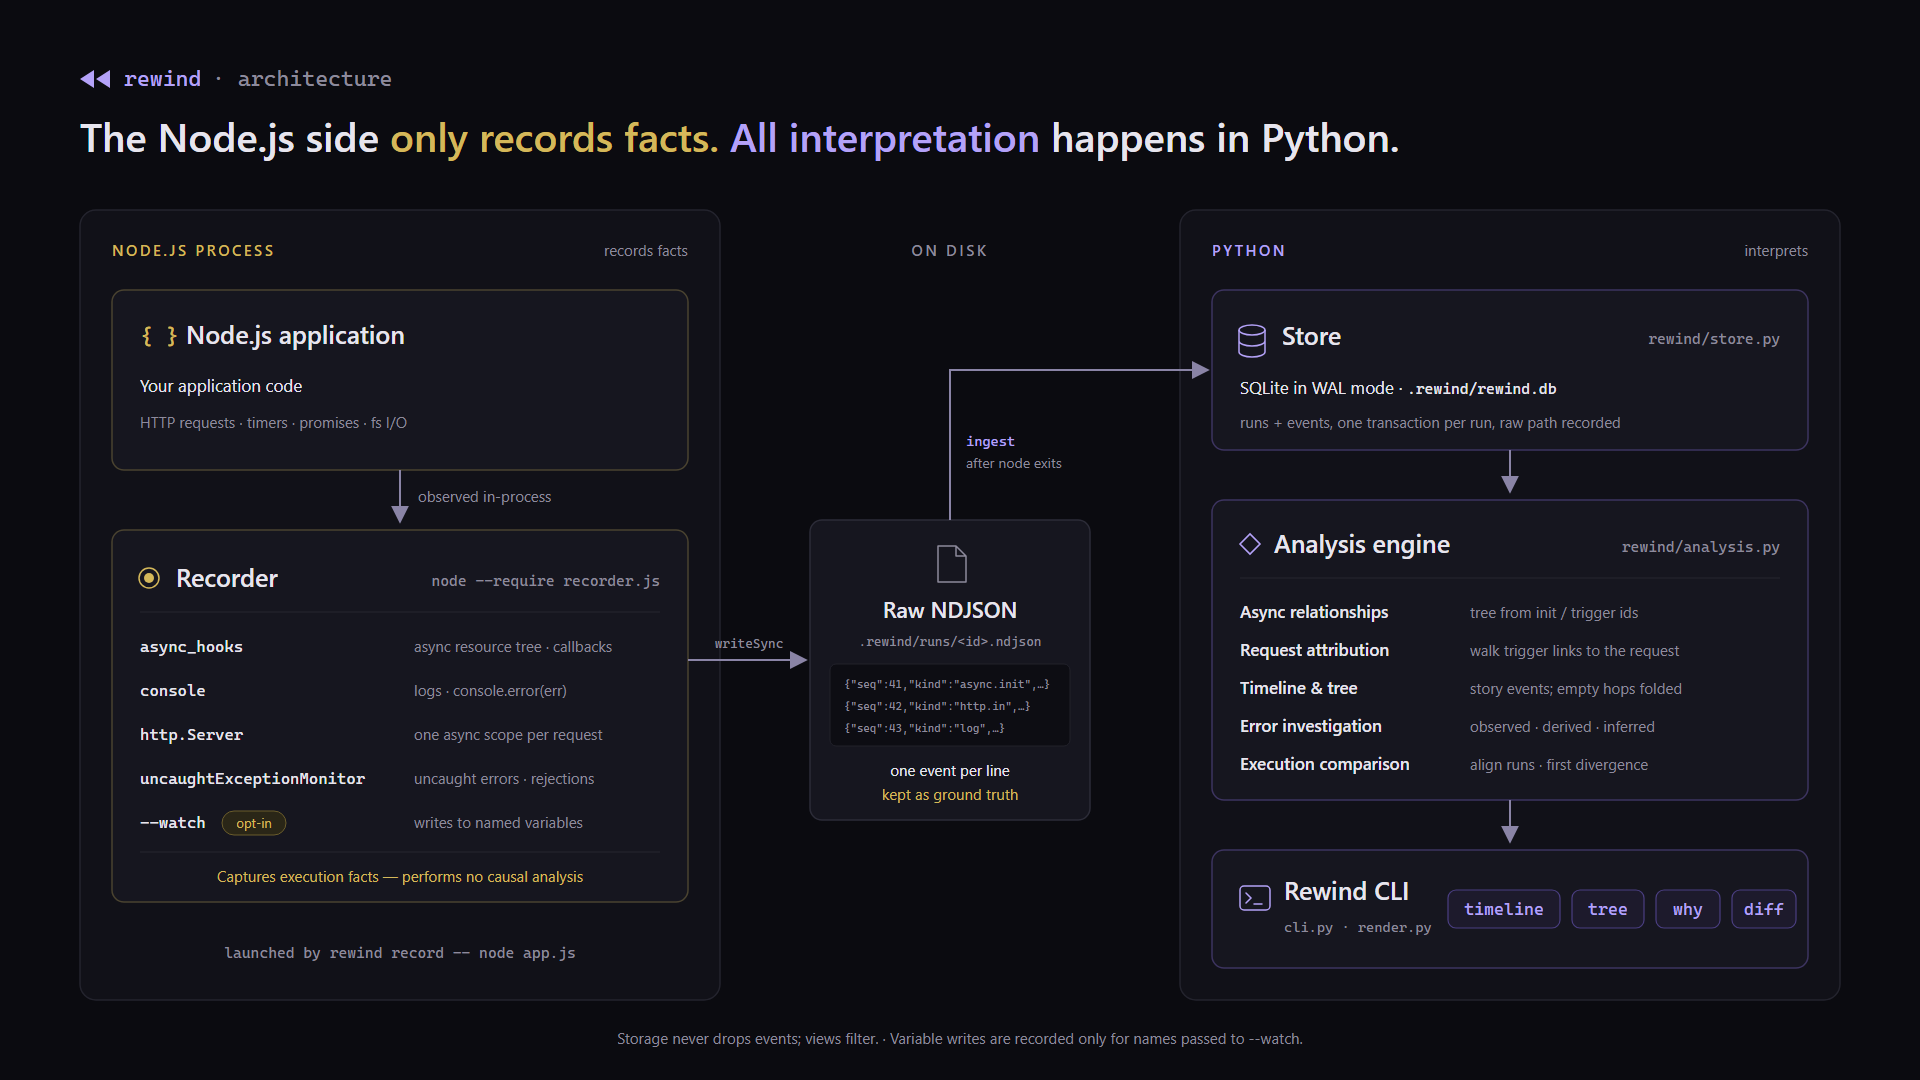 rewind · architecture
The Node.js side only records facts. All interpretation happens in Python.
NODE.JS PROCESS
records facts
{ } Node.js application
Your application code
HTTP requests · timers · promises · fs I/O
observed in-process
Recorder
node --require recorder.js
async_hooks
async resource tree · callbacks
console
logs · console.error(err)
http.Server
one async scope per request
uncaughtExceptionMonitor
uncaught errors · rejections
--watch
opt-in
writes to named variables
Captures execution facts — performs no causal analysis
launched by rewind record -- node app.js
writeSync
ON DISK
ingest
after node exits
Raw NDJSON
.rewind/runs/<id>.ndjson
{"seq":41,"kind":"async.init",…}
{"seq":42,"kind":"http.in",…}
{"seq":43,"kind":"log",…}
one event per line
kept as ground truth
PYTHON
interprets
Store
rewind/store.py
SQLite in WAL mode · .rewind/rewind.db
runs + events, one transaction per run, raw path recorded
Analysis engine
rewind/analysis.py
Async relationships
tree from init / trigger ids
Request attribution
walk trigger links to the request
Timeline & tree
story events; empty hops folded
Error investigation
observed · derived · inferred
Execution comparison
align runs · first divergence
Rewind CLI
cli.py · render.py
timeline
tree
why
diff
Storage never drops events; views filter. · Variable writes are recorded only for names passed to --watch.